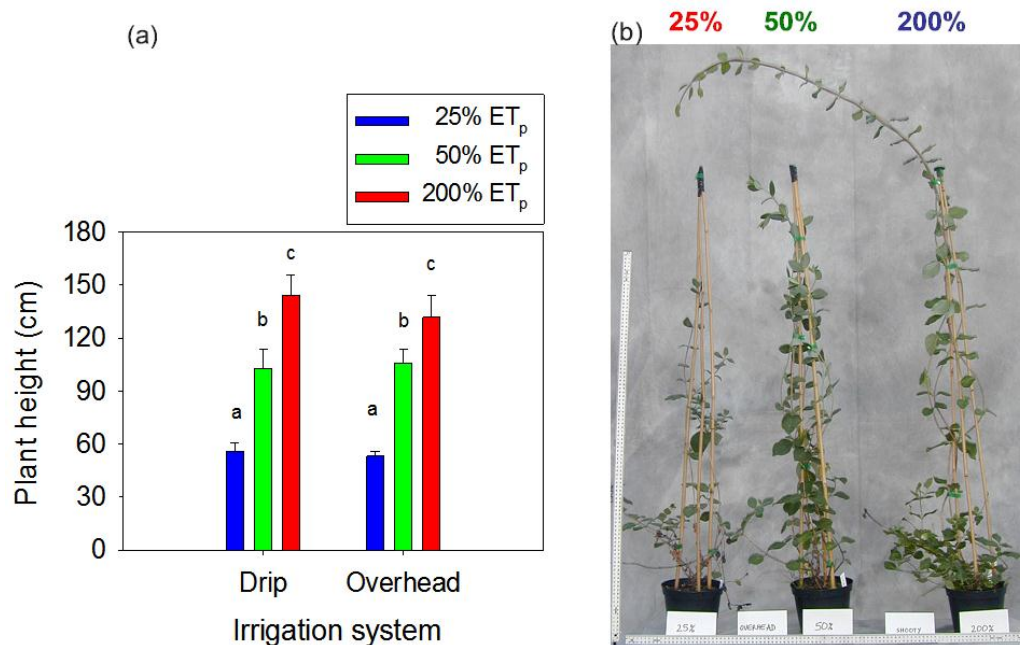 (a)
25% ETp
50% ETp
200% ETp
180
150
120
90
60
30
0
Plant height (cm)
a
b
c
a
b
c
Drip
Overhead
Irrigation system
(b)
25%
50%
200%
25%
OVERHEAD
50%
SHOOTY
200%